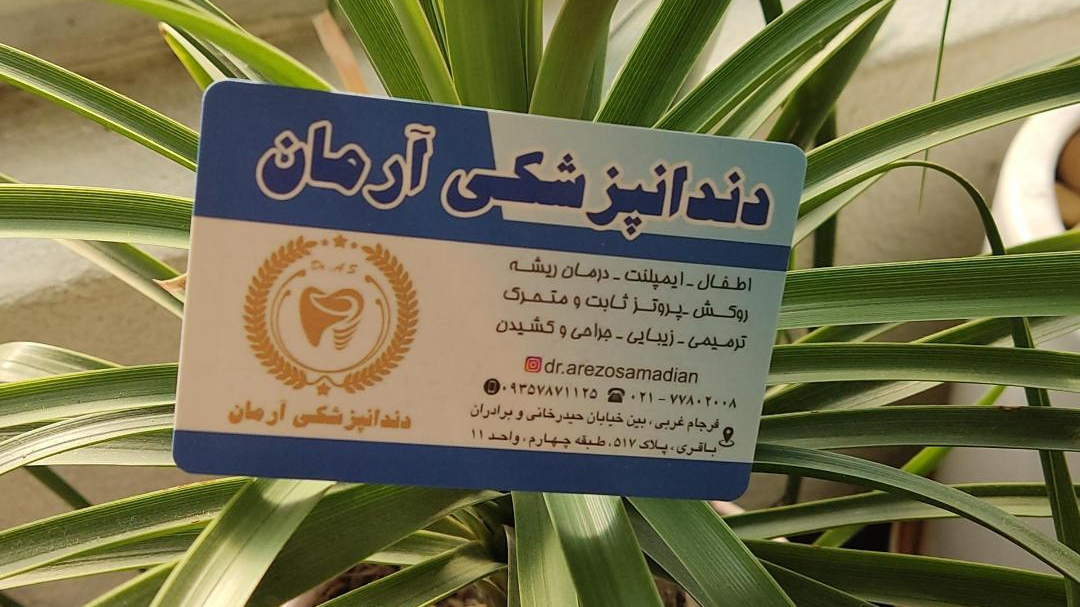 دندانپزشکی آرمان
اطفال ـ ایمپلنت ـ درمان ریشه
روکش ـ پروتز ثابت و متحرک
ترمیمی ـ زیبایی ـ جراحی و کشیدن
dr.arezosamadian
۰۲۱ - ۷۷۸۰۲۰۰۸ ۰۹۳۵۷۸۷۱۱۲۵
فرجام غربی، بین خیابان حیدرخانی و برادران
باقری، پلاک ۵۱۷، طبقه چهارم، واحد ۱۱
Dr. A S
دندانپزشکی آرمان